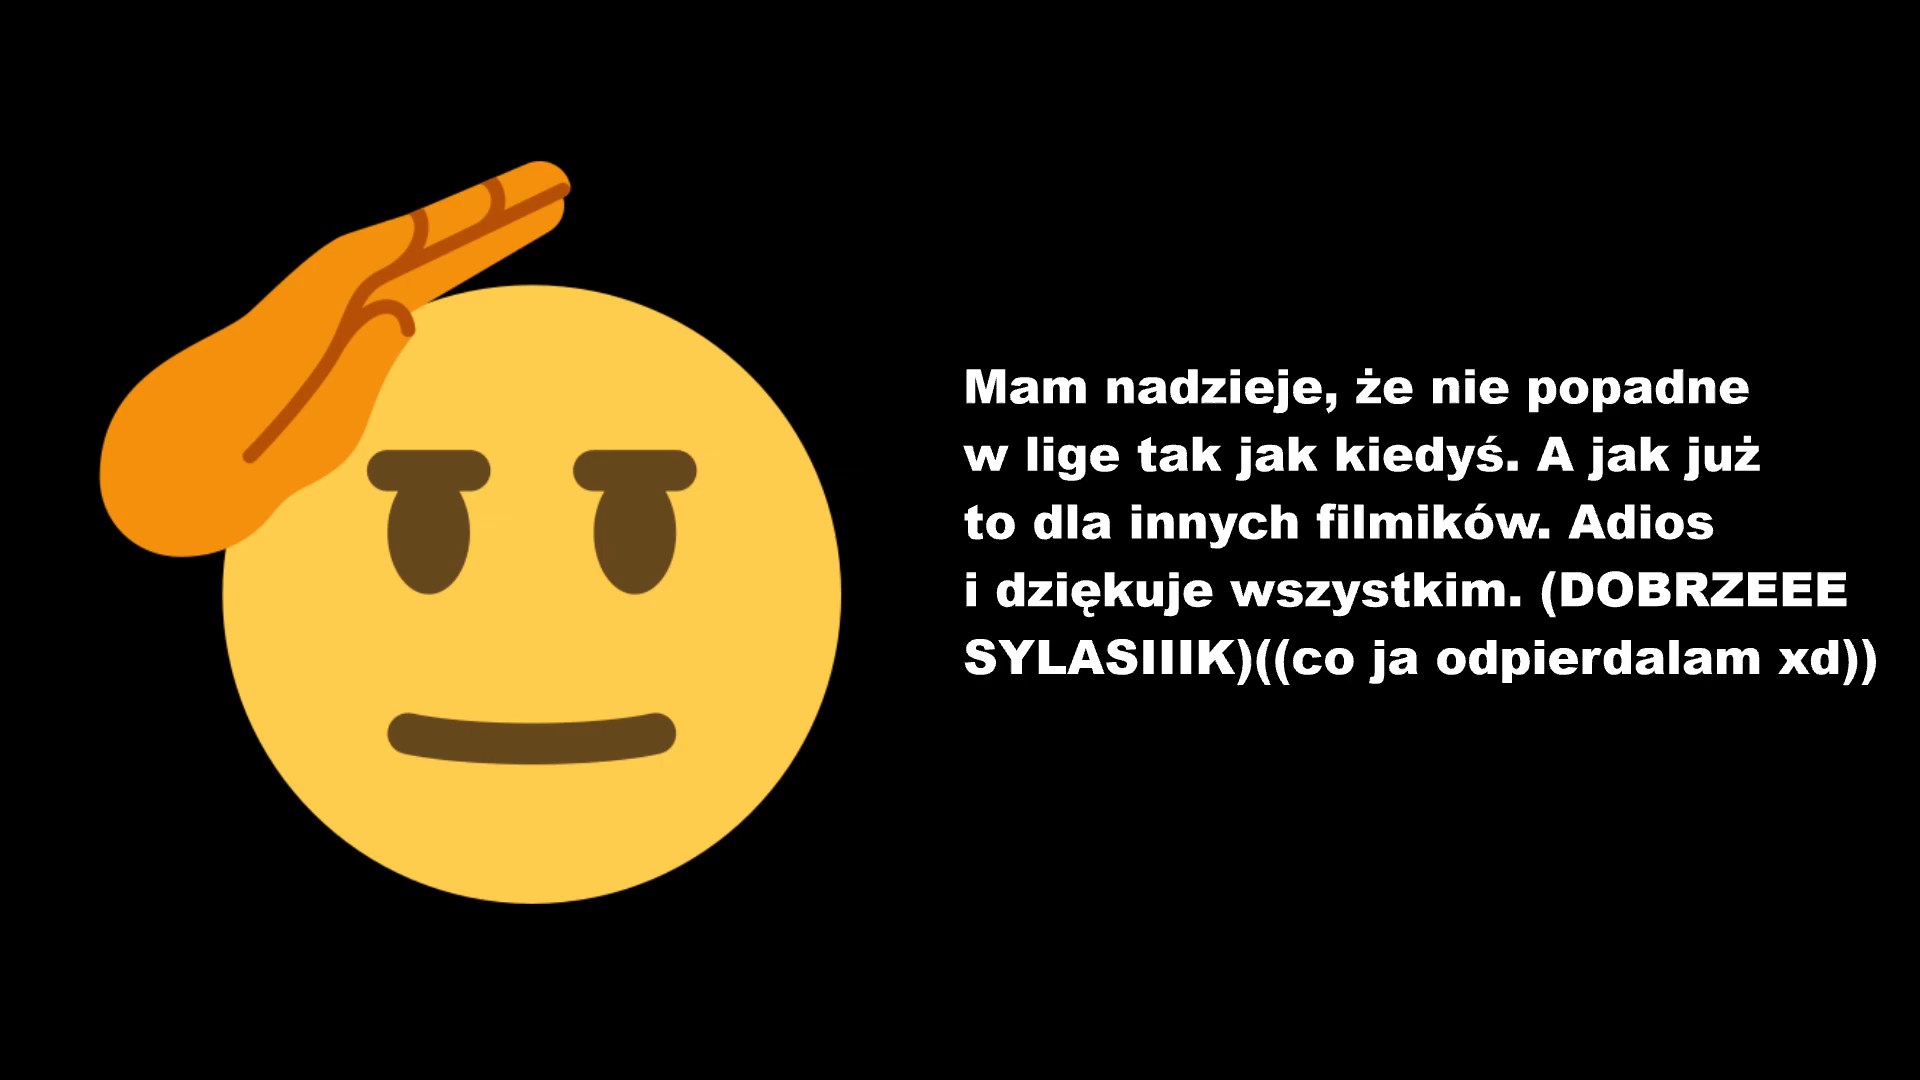 Mam nadzieje, że nie popadne
w lige tak jak kiedyś. A jak już
to dla innych filmików. Adios
i dziękuje wszystkim. (DOBRZEEE
SYLASIIIK)((co ja odpierdalam xd))